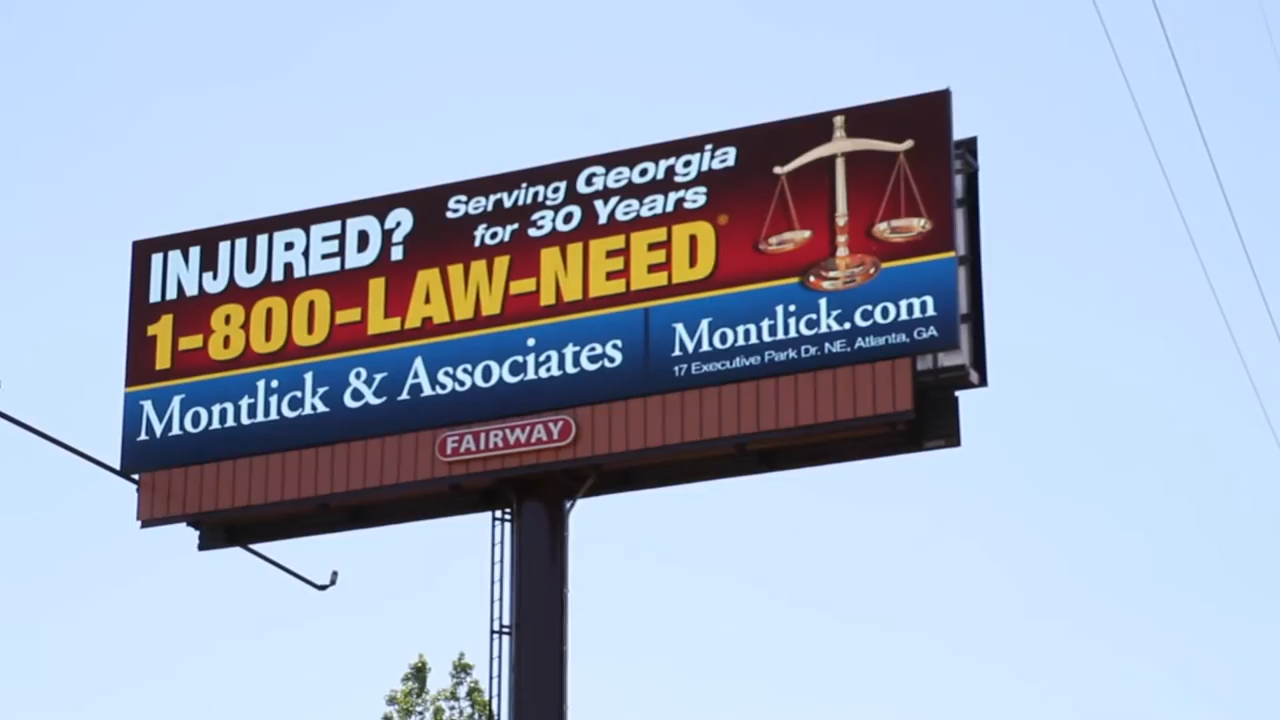 INJURED?
Serving Georgia
for 30 Years
1-800-LAW-NEED®
Montlick & Associates
Montlick.com
17 Executive Park Dr. NE, Atlanta, GA
FAIRWAY